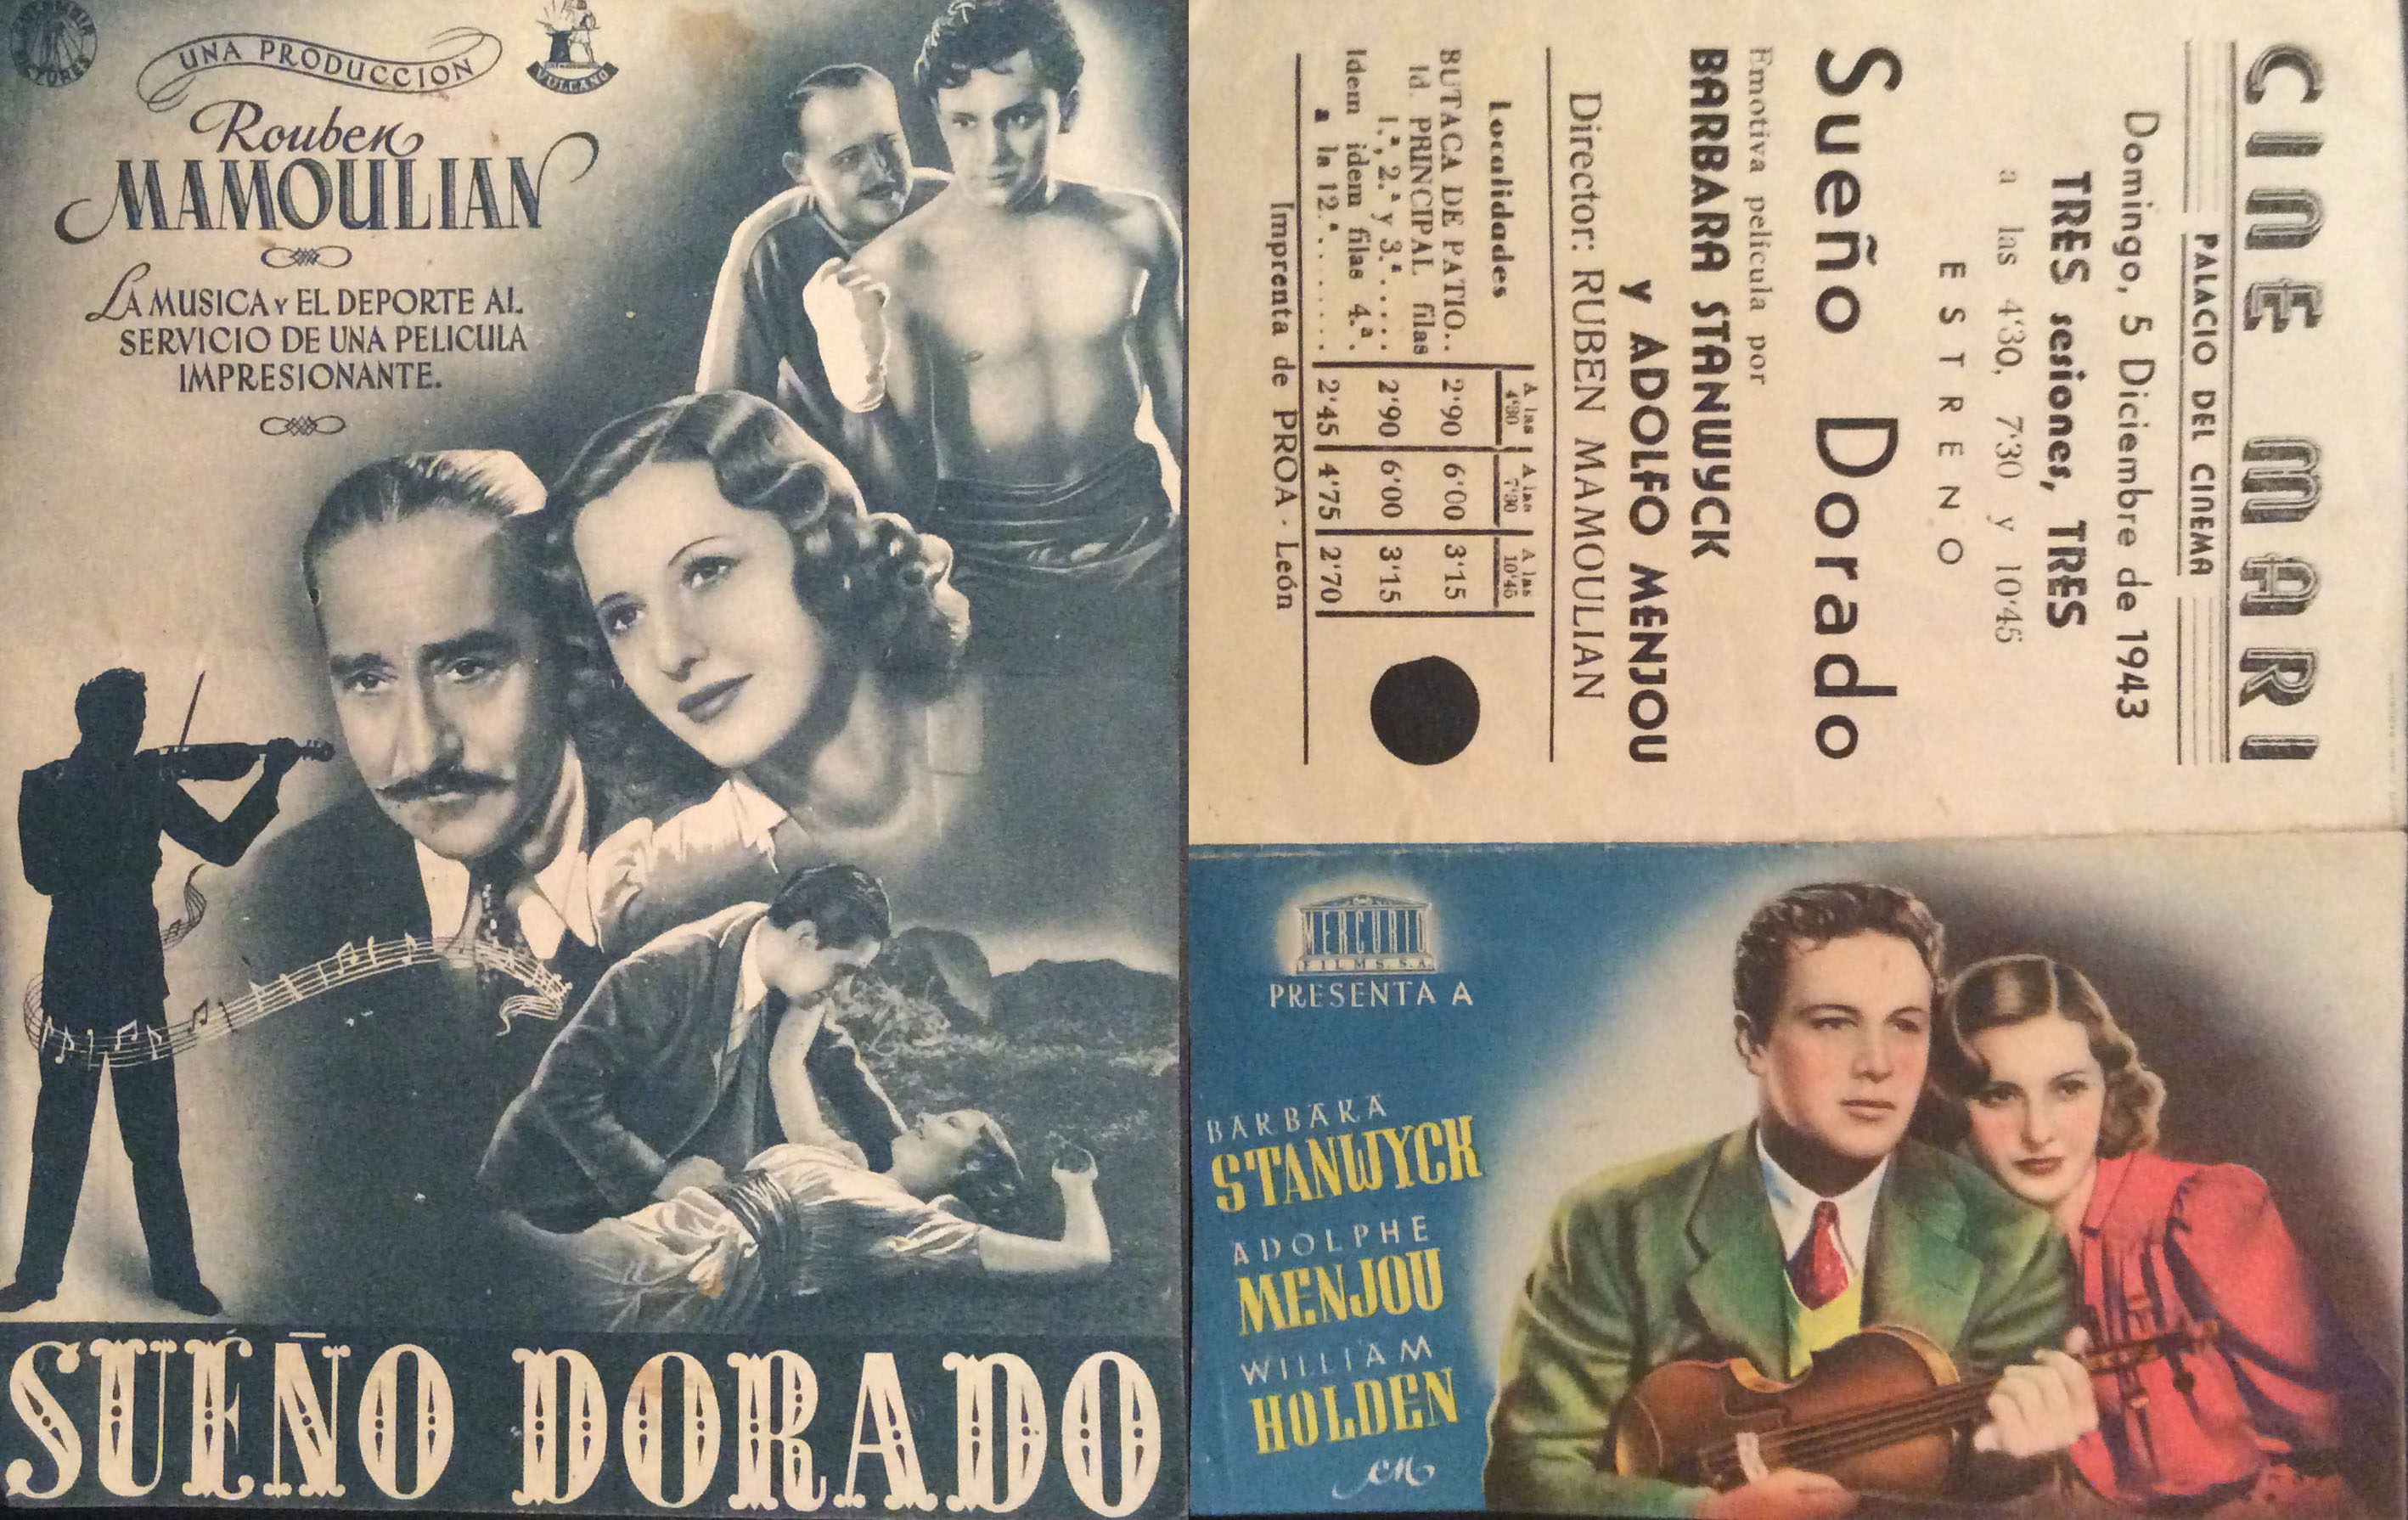 COLUMBIA PICTURES
VULCANO
UNA PRODUCCION
Rouben
MAMOULIAN
LA MUSICA Y EL DEPORTE AL
SERVICIO DE UNA PELICULA
IMPRESIONANTE.
SUEÑO DORADO
CINE MARI
PALACIO DEL CINEMA
Domingo, 5 Diciembre de 1943
TRES sesiones, TRES
a las 4'30, 7'30 y 10'45
ESTRENO
Sueño Dorado
Emotiva película por
BARBARA STANWYCK
y ADOLFO MENJOU
Director: RUBEN MAMOULIAN
Localidades A las 4'30 A las 7'30 A las 10'45
BUTACA DE PATIO.. 2'90 6'00 3'15
Id. PRINCIPAL filas
1.ª, 2.ª y 3.ª..... 2'90 6'00 3'15
Idem idem filas 4.ª.
a la 12.ª....... 2'45 4'75 2'70
Imprenta de PROA - León
MERCURIO
FILMS. S.A.
PRESENTA A
BARBARA
STANWYCK
ADOLPHE
MENJOU
WILLIAM
HOLDEN